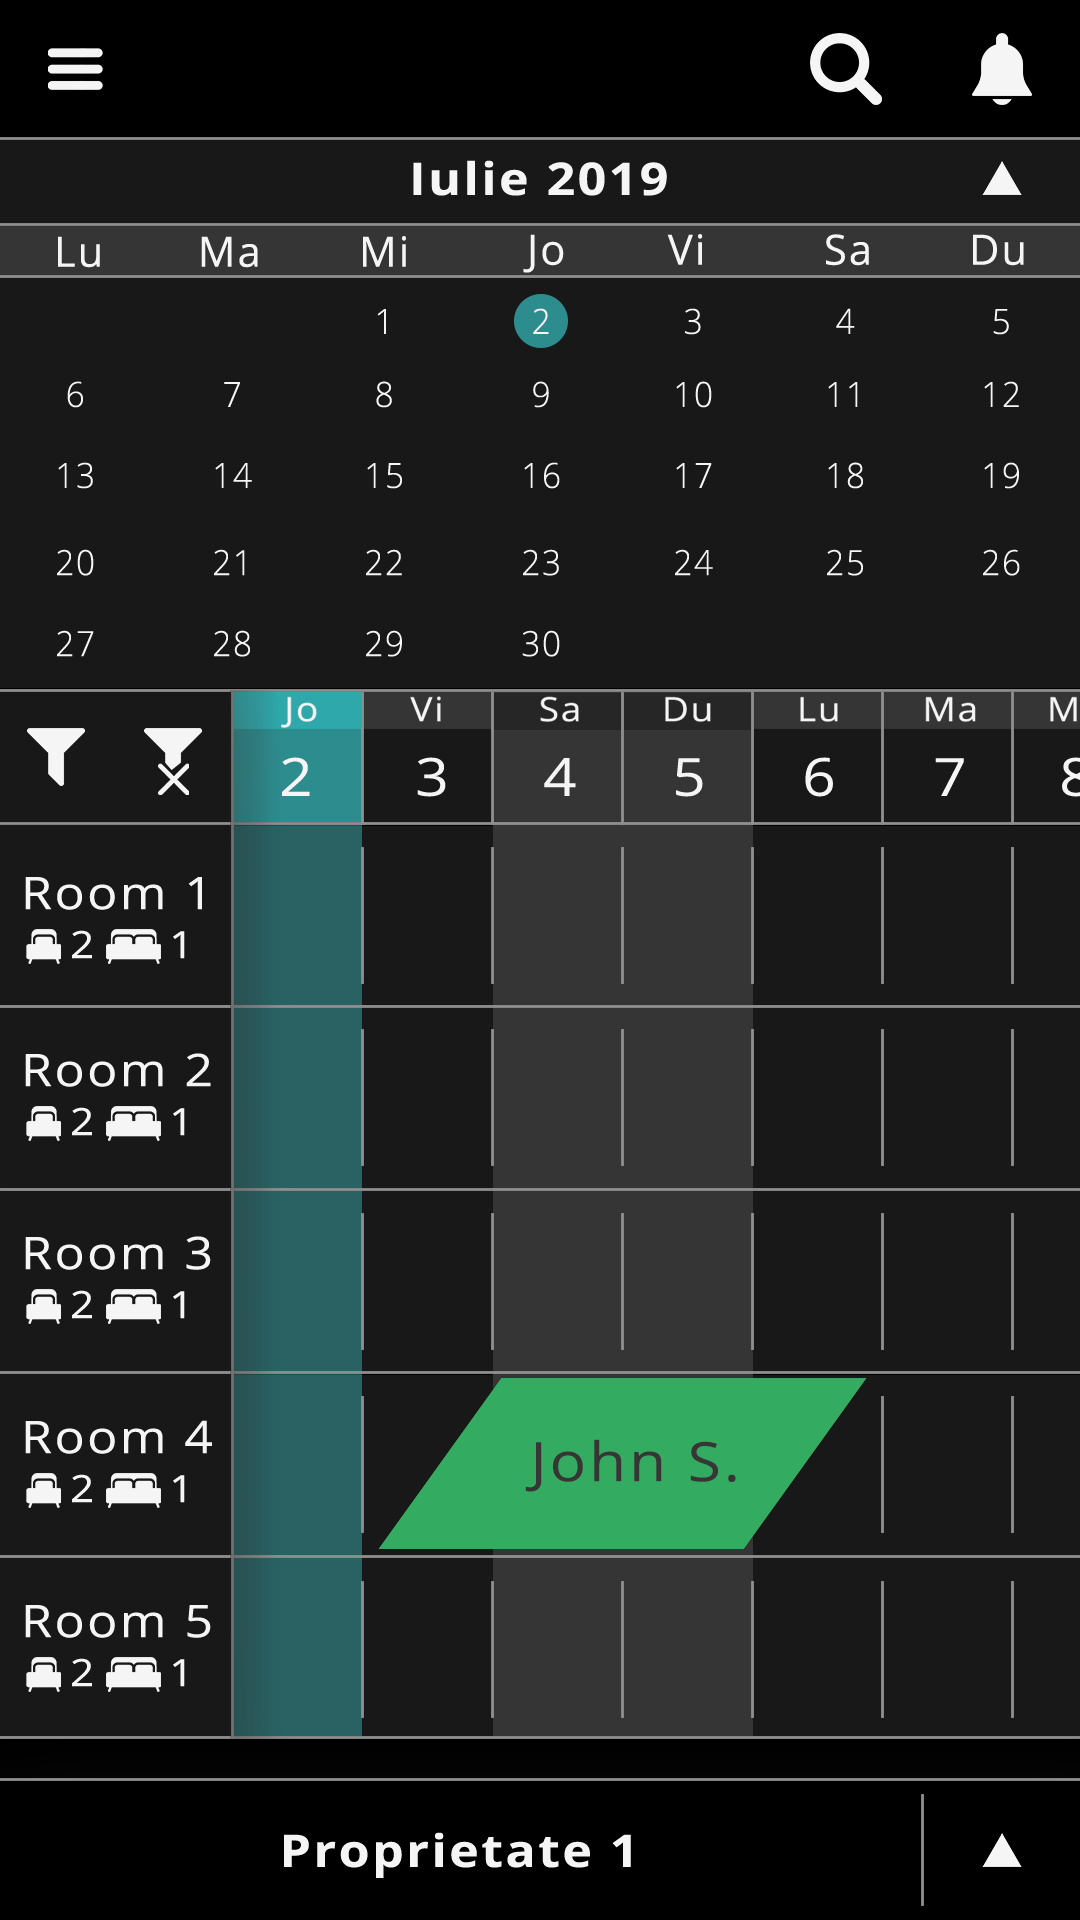 Iulie 2019
Lu Ma Mi Jo Vi Sa Du
1 2 3 4 5
6 7 8 9 10 11 12
13 14 15 16 17 18 19
20 21 22 23 24 25 26
27 28 29 30
Jo Vi Sa Du Lu Ma M
2 3 4 5 6 7 8
Room 1
2 1
Room 2
2 1
Room 3
2 1
Room 4
2 1
John S.
Room 5
2 1
Proprietate 1